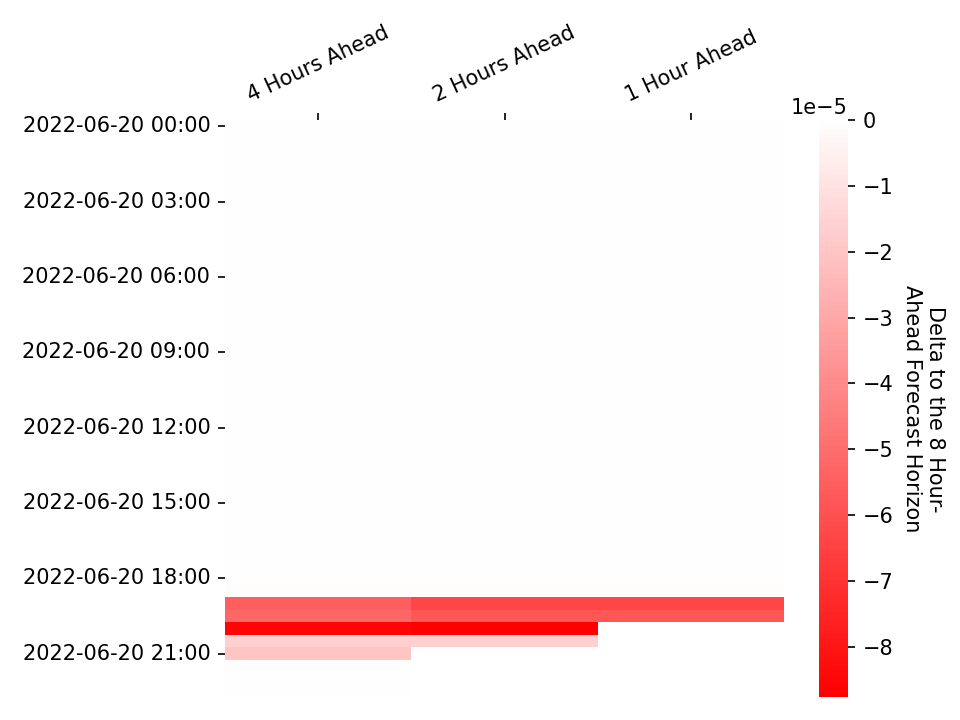 4 Hours Ahead
2 Hours Ahead
1 Hour Ahead
1e−5
2022-06-20 00:00
2022-06-20 03:00
2022-06-20 06:00
2022-06-20 09:00
2022-06-20 12:00
2022-06-20 15:00
2022-06-20 18:00
2022-06-20 21:00
0
−1
−2
−3
−4
−5
−6
−7
−8
Delta to the 8 Hour-
Ahead Forecast Horizon